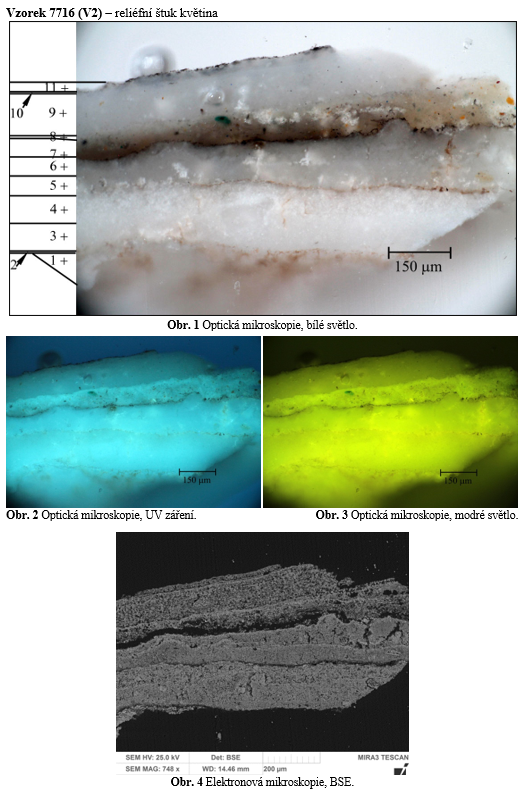 Vzorek 7716 (V2) – reliéfní štuk květina
11 +
10
9 +
8 +
7 +
6 +
5 +
4 +
3 +
2
1 +
150 µm
Obr. 1 Optická mikroskopie, bílé světlo.
150 µm
150 µm
Obr. 2 Optická mikroskopie, UV záření.
Obr. 3 Optická mikroskopie, modré světlo.
SEM HV: 25.0 kV Det: BSE MIRA3 TESCAN
SEM MAG: 748 x WD: 14.46 mm 200 µm
Obr. 4 Elektronová mikroskopie, BSE.